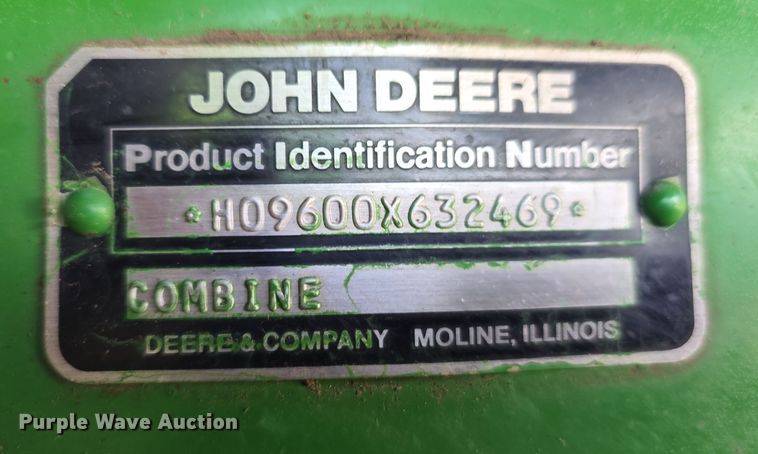 JOHN DEERE
Product Identification Number
*H09600X632469*
COMBINE
DEERE & COMPANY MOLINE, ILLINOIS
Purple Wave Auction